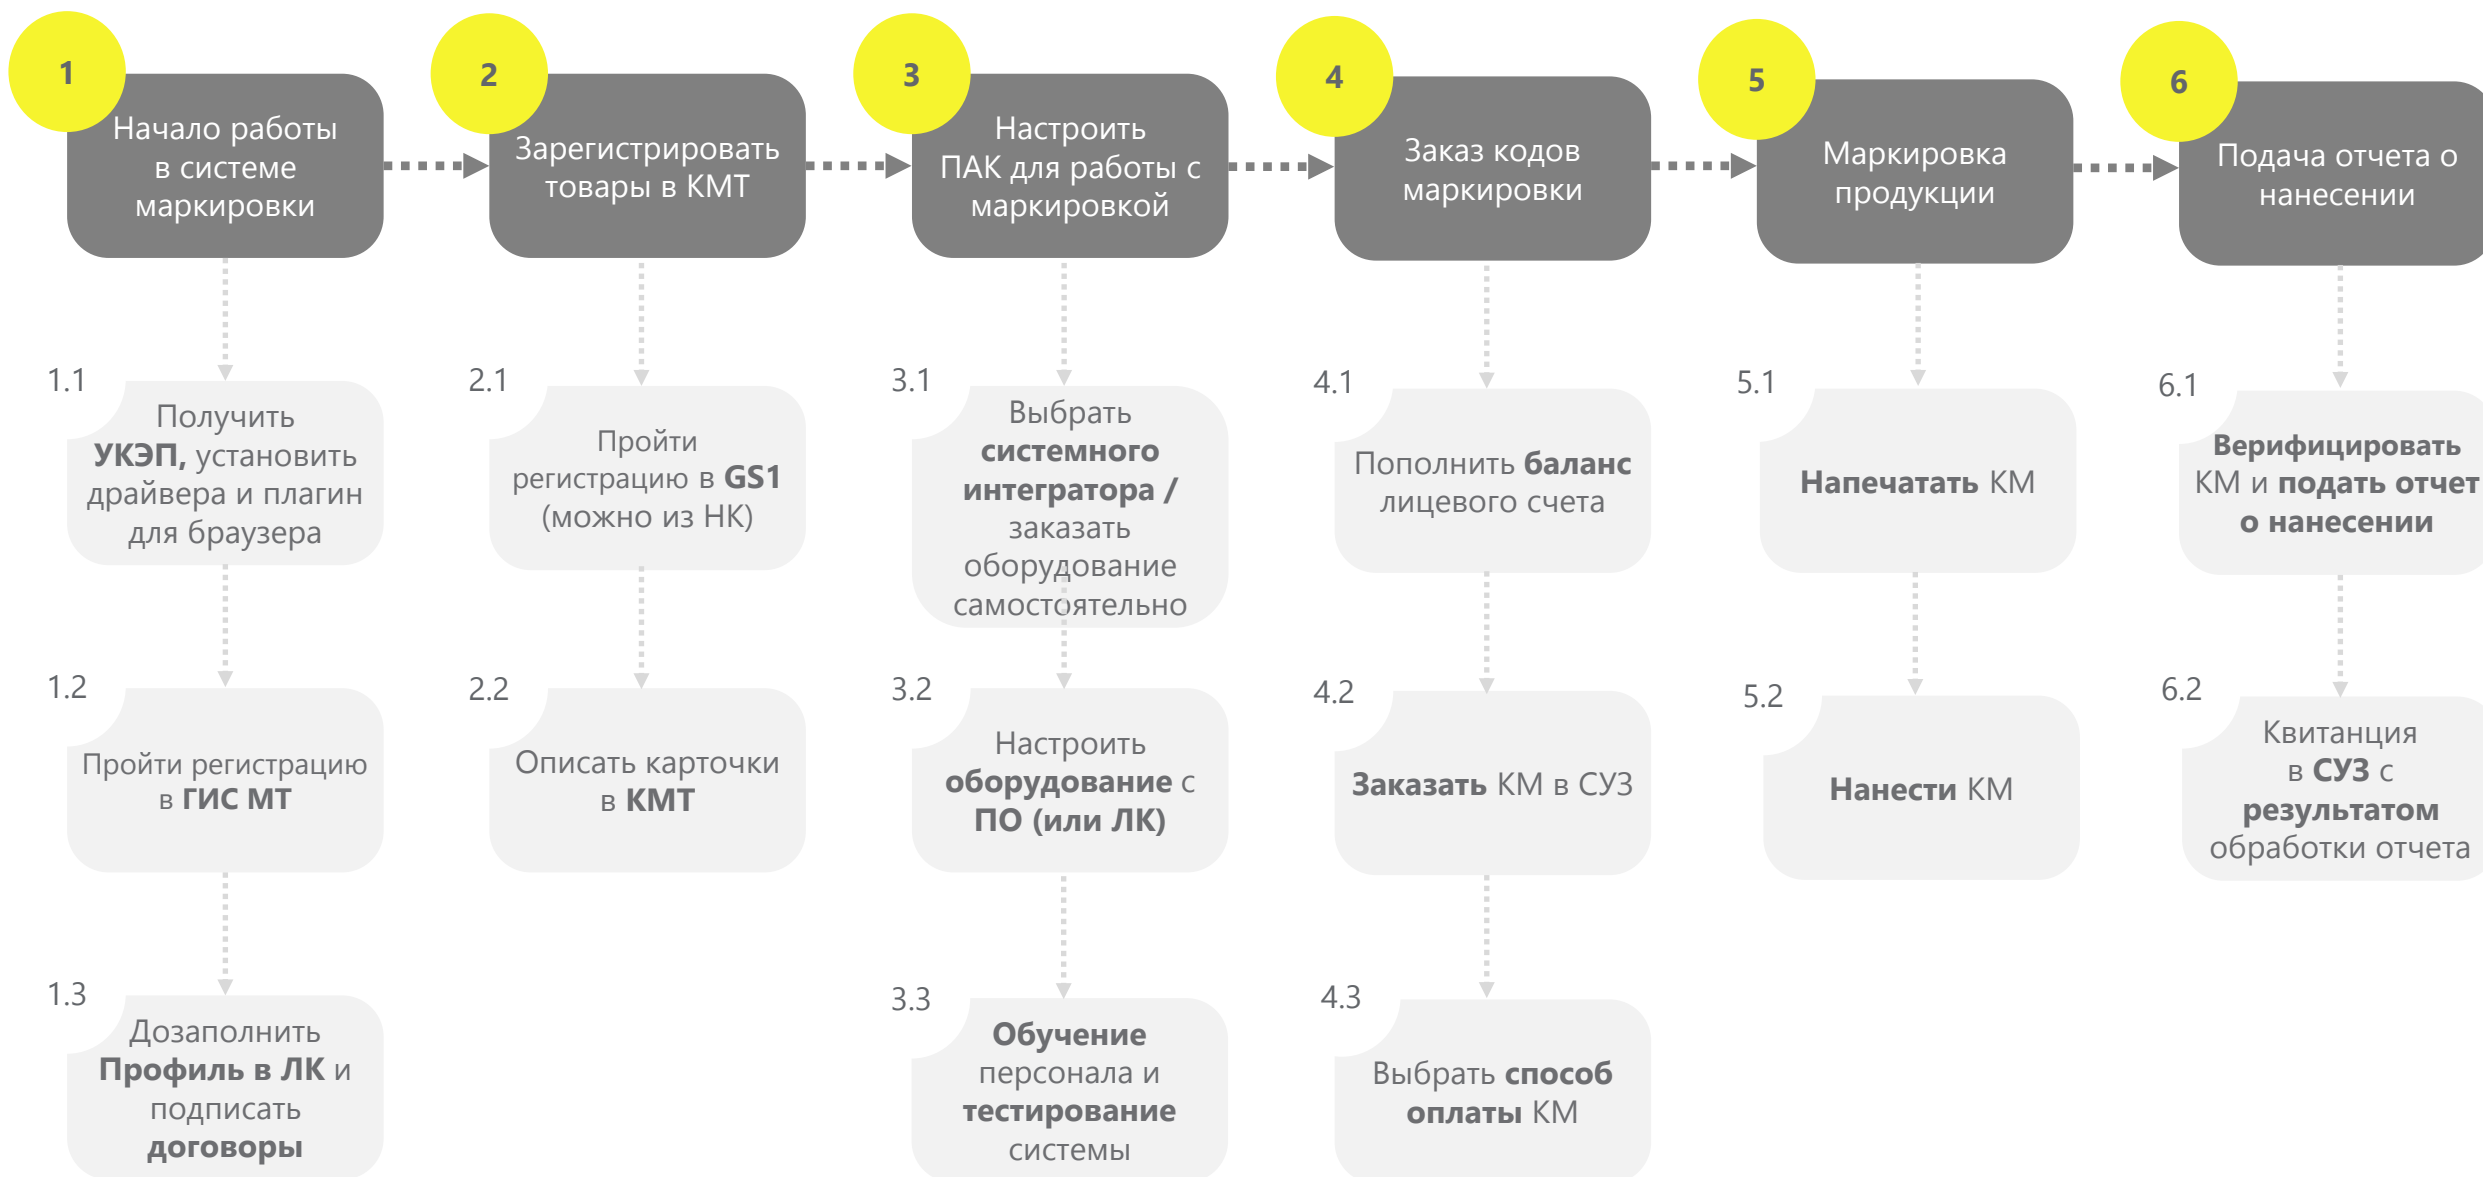 1
Начало работы
в системе
маркировки
2
Зарегистрировать
товары в КМТ
3
Настроить
ПАК для работы с
маркировкой
4
Заказ кодов
маркировки
5
Маркировка
продукции
6
Подача отчета о
нанесении
1.1
Получить
УКЭП, установить
драйвера и плагин
для браузера
1.2
Пройти регистрацию
в ГИС МТ
1.3
Дозаполнить
Профиль в ЛК и
подписать
договоры
2.1
Пройти
регистрацию в GS1
(можно из НК)
2.2
Описать карточки
в КМТ
3.1
Выбрать
системного
интегратора /
заказать
оборудование
самостоятельно
3.2
Настроить
оборудование с
ПО (или ЛК)
3.3
Обучение
персонала и
тестирование
системы
4.1
Пополнить баланс
лицевого счета
4.2
Заказать КМ в СУЗ
4.3
Выбрать способ
оплаты КМ
5.1
Напечатать КМ
5.2
Нанести КМ
6.1
Верифицировать
КМ и подать отчет
о нанесении
6.2
Квитанция
в СУЗ с
результатом
обработки отчета